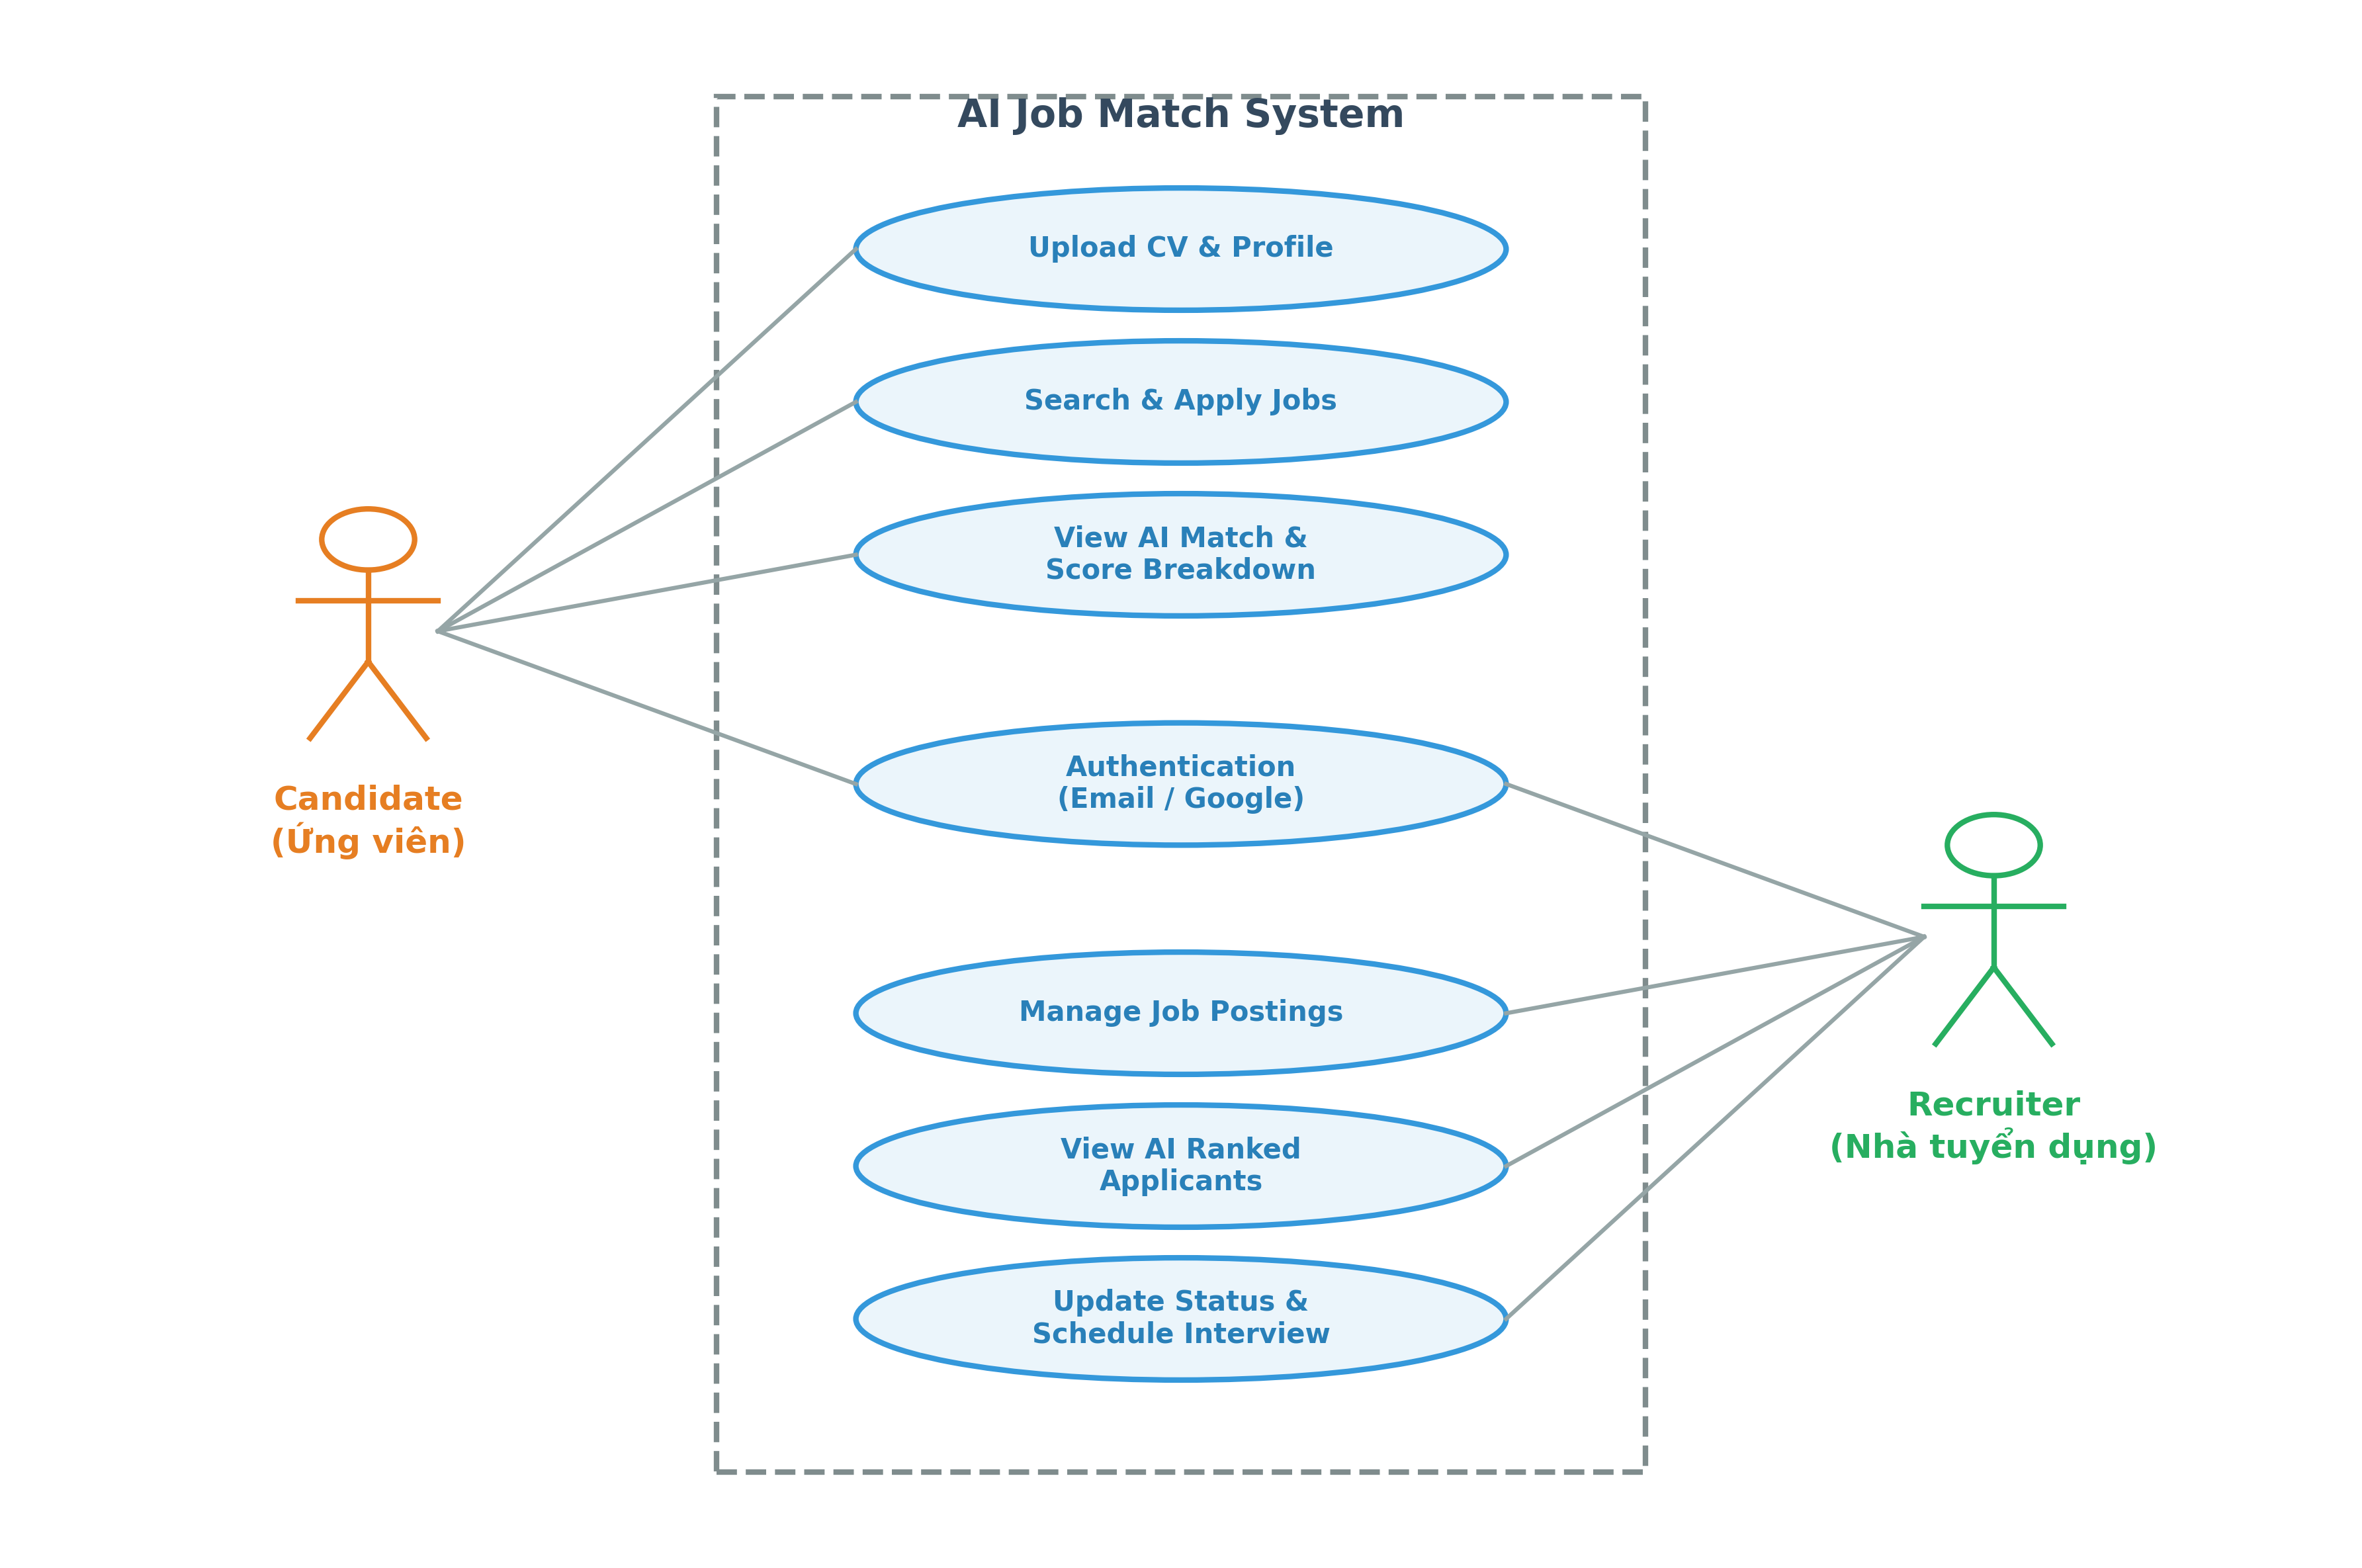 AI Job Match System
Upload CV & Profile
Search & Apply Jobs
View AI Match &
Score Breakdown
Authentication
(Email / Google)
Candidate
(Ứng viên)
Manage Job Postings
View AI Ranked
Applicants
Recruiter
(Nhà tuyển dụng)
Update Status &
Schedule Interview